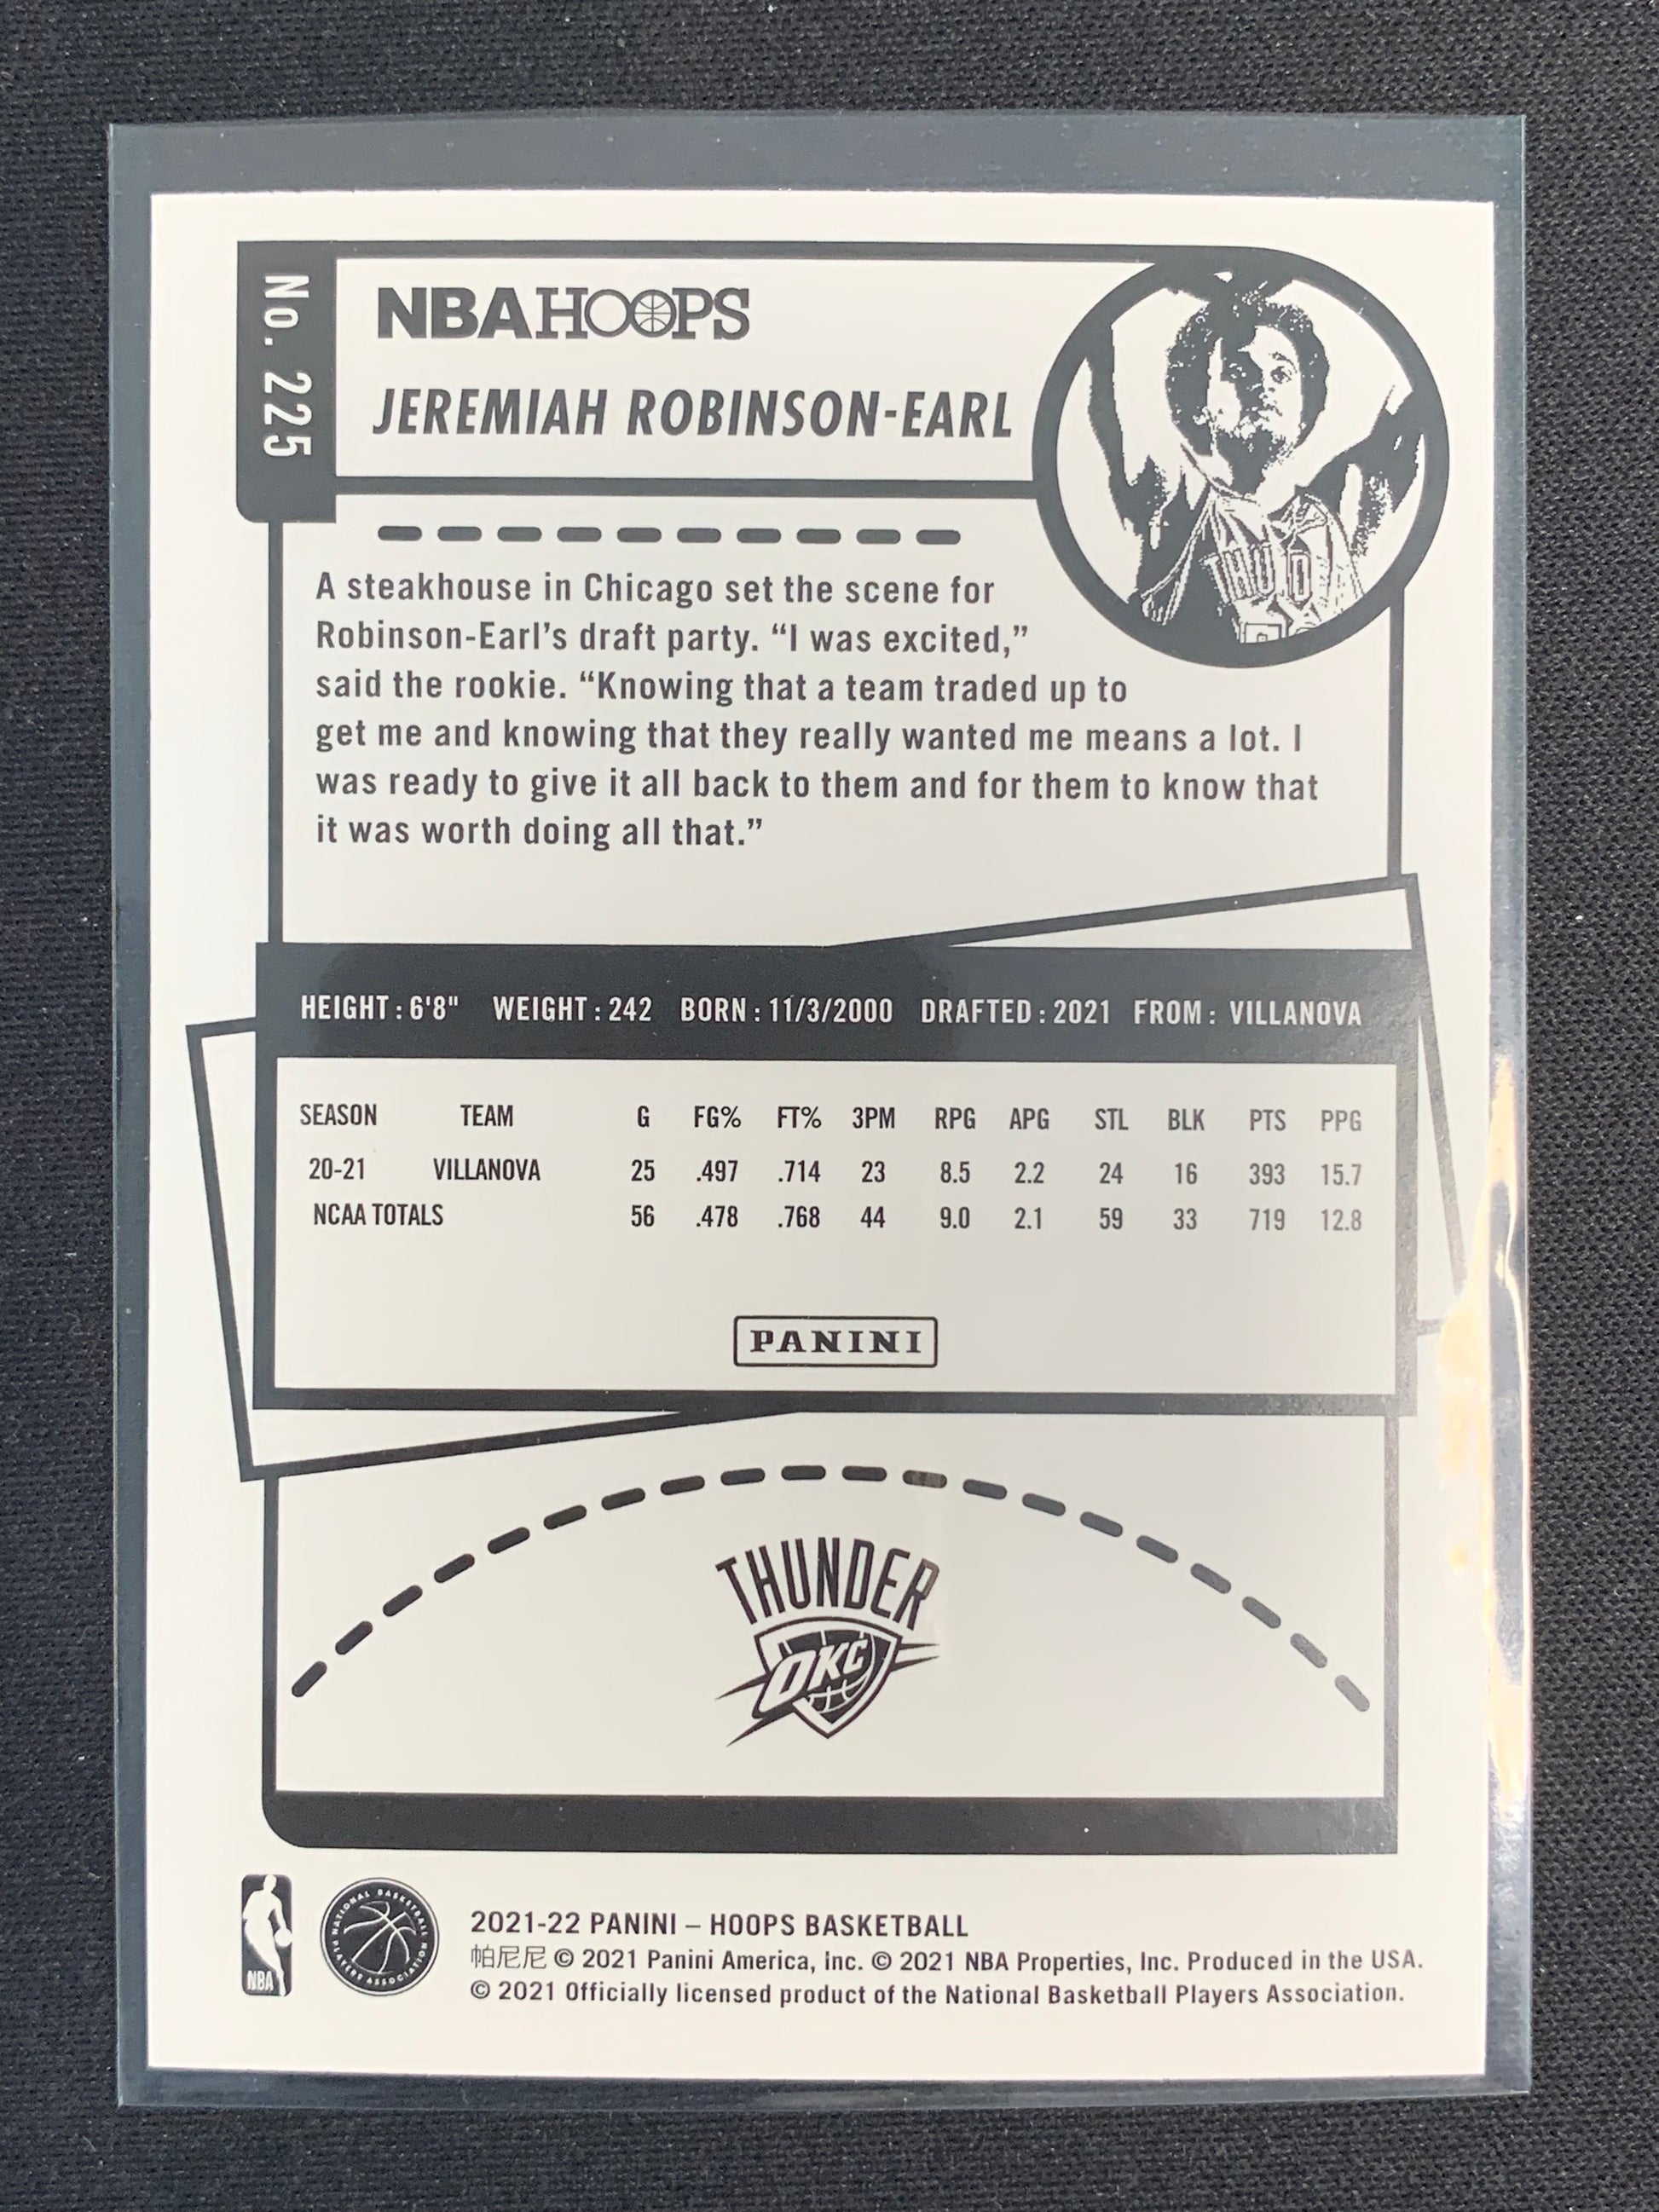 No. 225
NBA HOOPS
JEREMIAH ROBINSON-EARL
A steakhouse in Chicago set the scene for
Robinson-Earl's draft party. “I was excited,”
said the rookie. “Knowing that a team traded up to
get me and knowing that they really wanted me means a lot. I
was ready to give it all back to them and for them to know that
it was worth doing all that.”
HEIGHT: 6'8" WEIGHT: 242 BORN: 11/3/2000 DRAFTED: 2021 FROM: VILLANOVA
SEASON TEAM G FG% FT% 3PM RPG APG STL BLK PTS PPG
20-21 VILLANOVA 25 .497 .714 23 8.5 2.2 24 16 393 15.7
NCAA TOTALS 56 .478 .768 44 9.0 2.1 59 33 719 12.8
PANINI
THUNDER
OKC
NBA
NATIONAL BASKETBALL PLAYERS ASSOCIATION
2021-22 PANINI – HOOPS BASKETBALL
帕尼尼 © 2021 Panini America, Inc. © 2021 NBA Properties, Inc. Produced in the USA.
© 2021 Officially licensed product of the National Basketball Players Association.